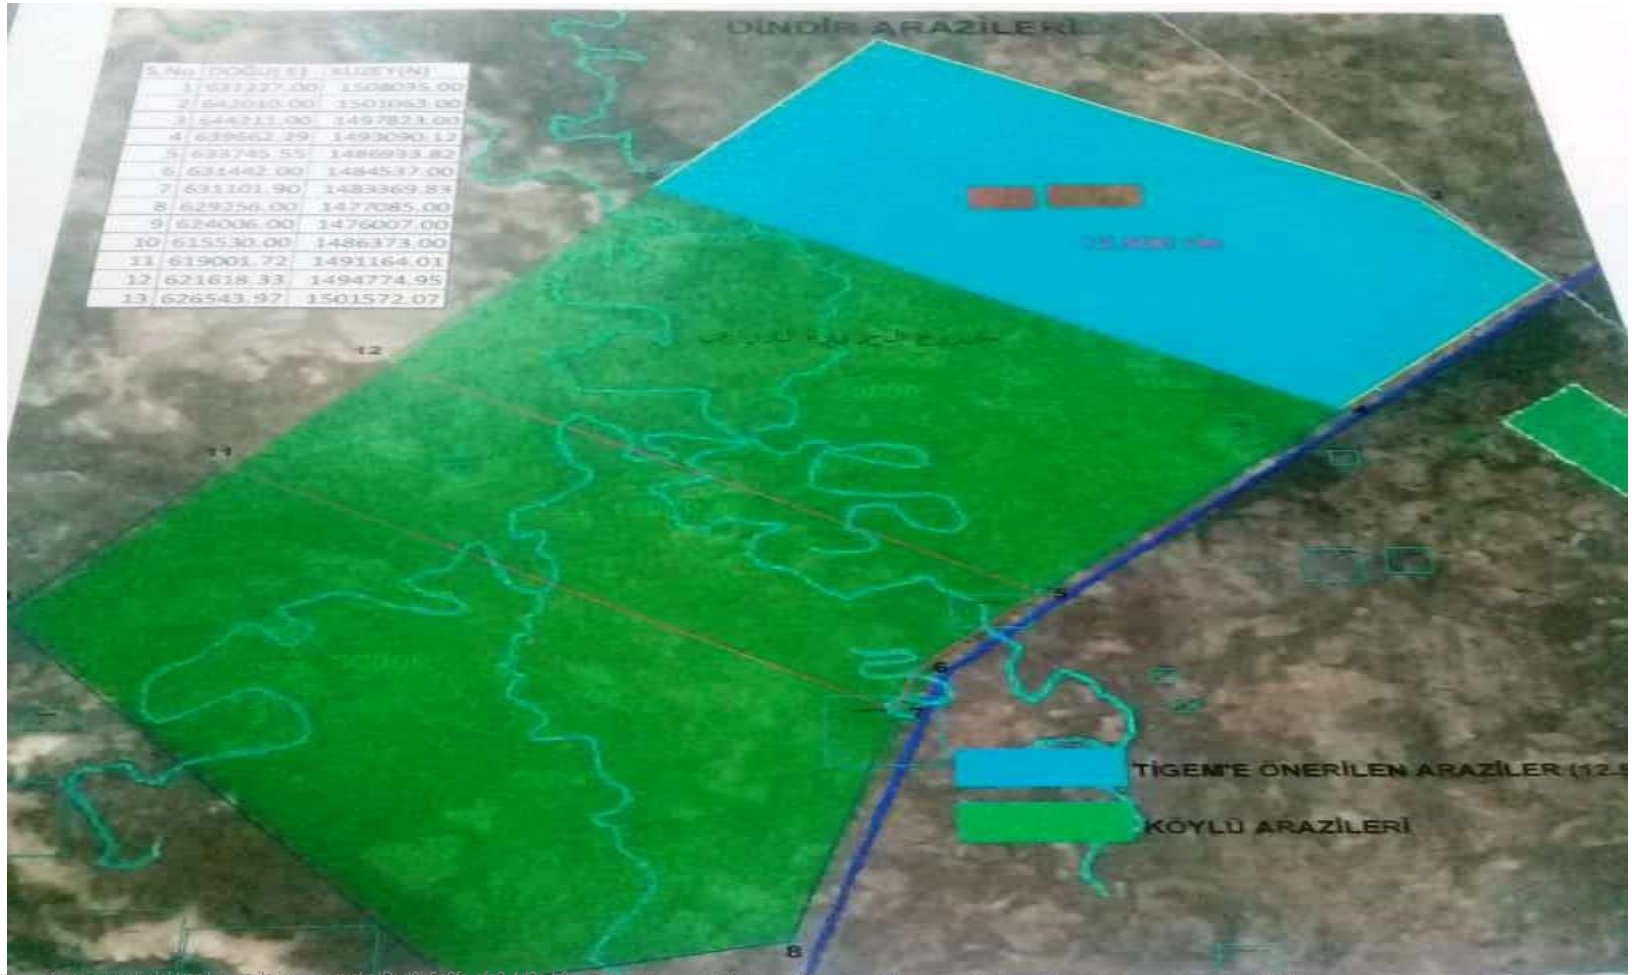 DİNDİR ARAZİLERİ
S.No DOĞU(E) KUZEY(N)
1 631227.00 1508035.00
2 642010.00 1501063.00
3 644211.00 1497823.00
4 639662.29 1493090.12
5 633745.55 1486933.82
6 631442.00 1484537.00
7 631101.90 1483369.83
8 629256.00 1477085.00
9 624006.00 1476007.00
10 615530.00 1486373.00
11 619001.72 1491164.01
12 621618.33 1494774.95
13 626543.97 1501572.07
12
11
5
6
7
TİGEM'E ÖNERİLEN ARAZİLER (12.
KÖYLÜ ARAZİLERİ
8